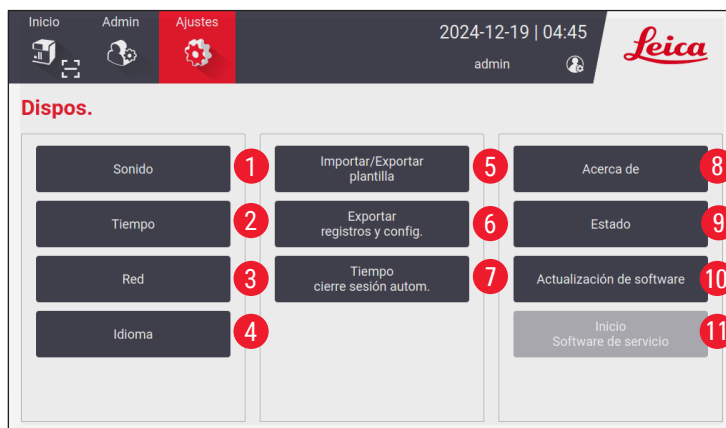 Inicio
Admin
Ajustes
2024-12-19 | 04:45
admin
Leica
Dispos.
Sonido
1
Tiempo
2
Red
3
Idioma
4
Importar/Exportar
plantilla
5
Exportar
registros y config.
6
Tiempo
cierre sesión autom.
7
Acerca de
8
Estado
9
Actualización de software
10
Inicio
Software de servicio
11